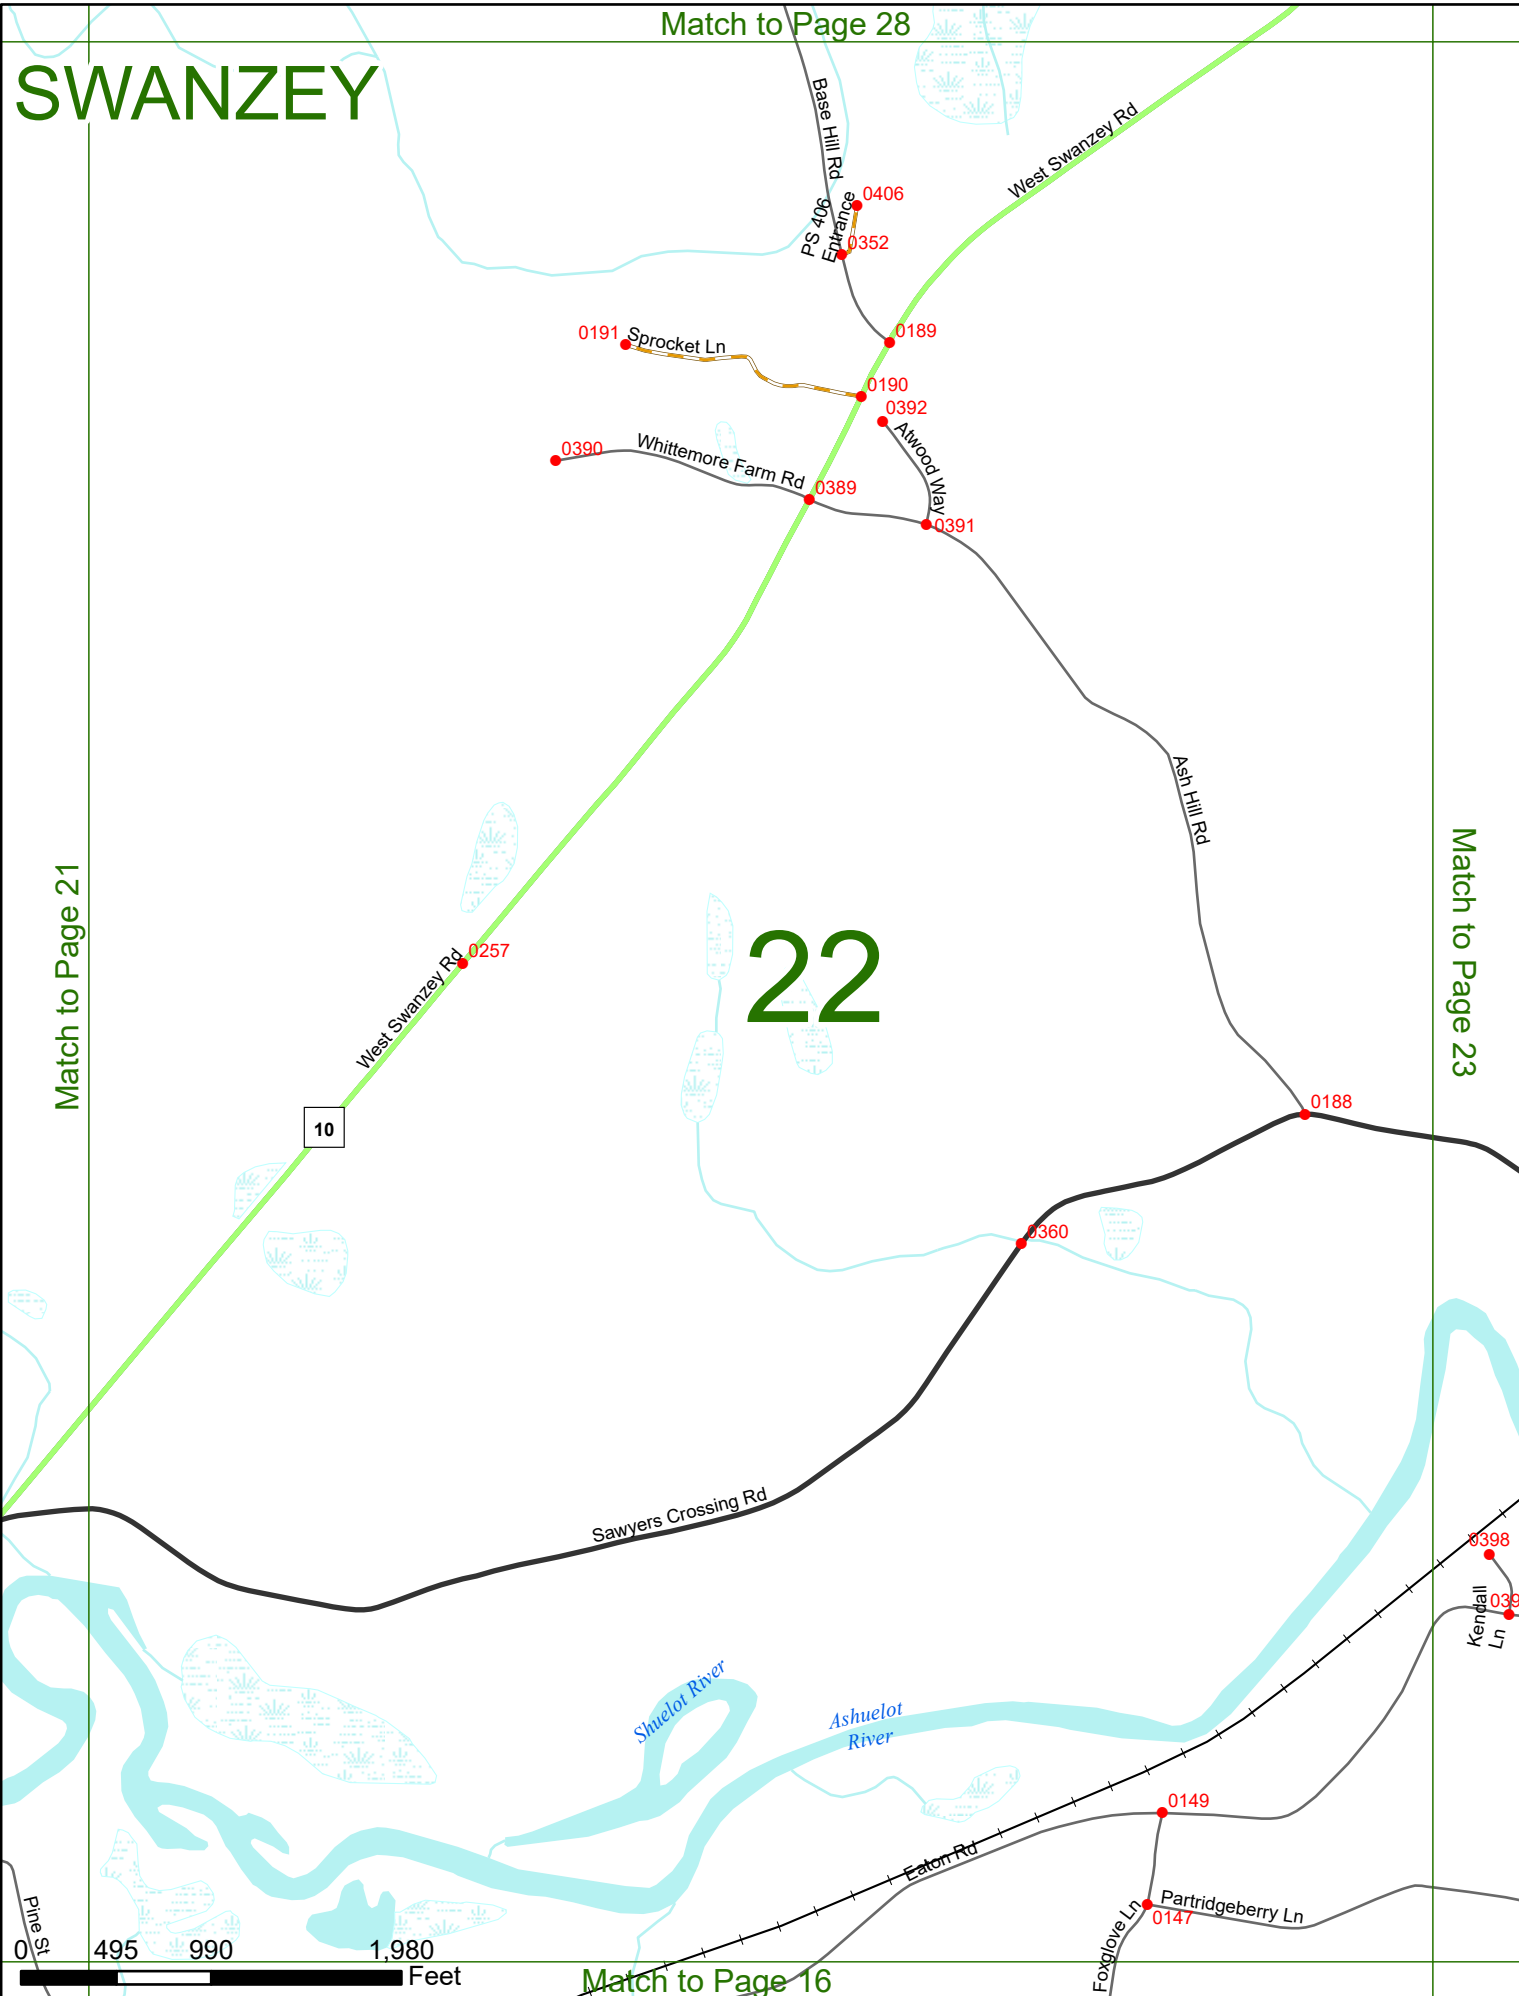 Match to Page 28
SWANZEY
Base Hill Rd
West Swanzey Rd
0406
PS 406
Entrance
0352
0191
Sprocket Ln
0189
0190
0392
Atwood Way
0390
Whittemore Farm Rd
0389
0391
Ash Hill Rd
Match to Page 21
Match to Page 23
22
0257
West Swanzey Rd
10
0188
0360
Sawyers Crossing Rd
0398
039
Kendall
Ln
Shuelot River
Ashuelot
River
0149
Eaton Rd
Partridgeberry Ln
0147
Foxglove Ln
Pine St
0 495 990 1,980
Feet
Match to Page 16